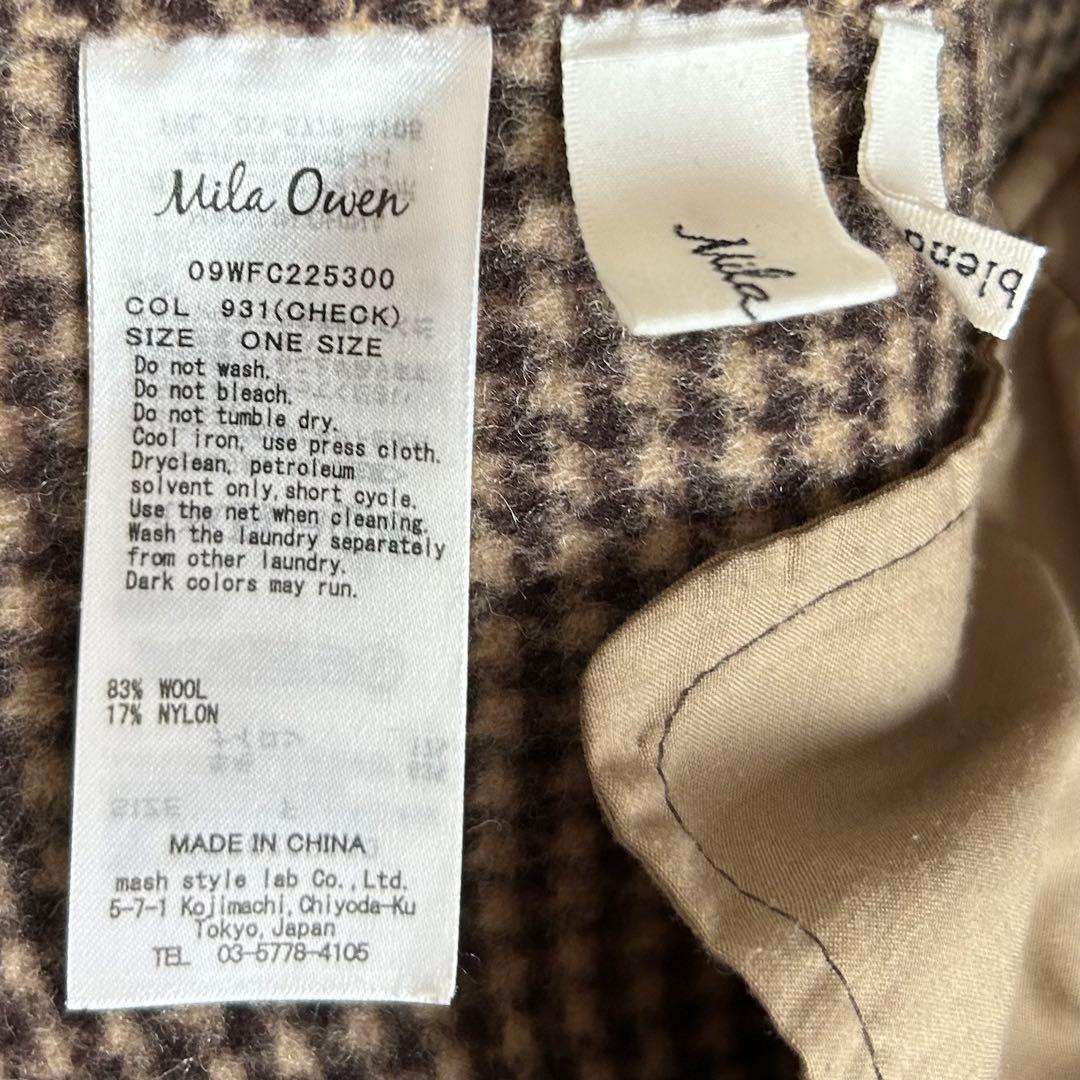 Mila Owen
09WFC225300
COL 931(CHECK)
SIZE ONE SIZE
Do not wash.
Do not bleach.
Do not tumble dry.
Cool iron, use press cloth.
Dryclean, petroleum
solvent only, short cycle.
Use the net when cleaning.
Wash the laundry separately
from other laundry.
Dark colors may run.
83% WOOL
17% NYLON
MADE IN CHINA
mash style lab Co., Ltd.
5-7-1 Kojimachi, Chiyoda-Ku
Tokyo, Japan
TEL 03-5778-4105
Mila